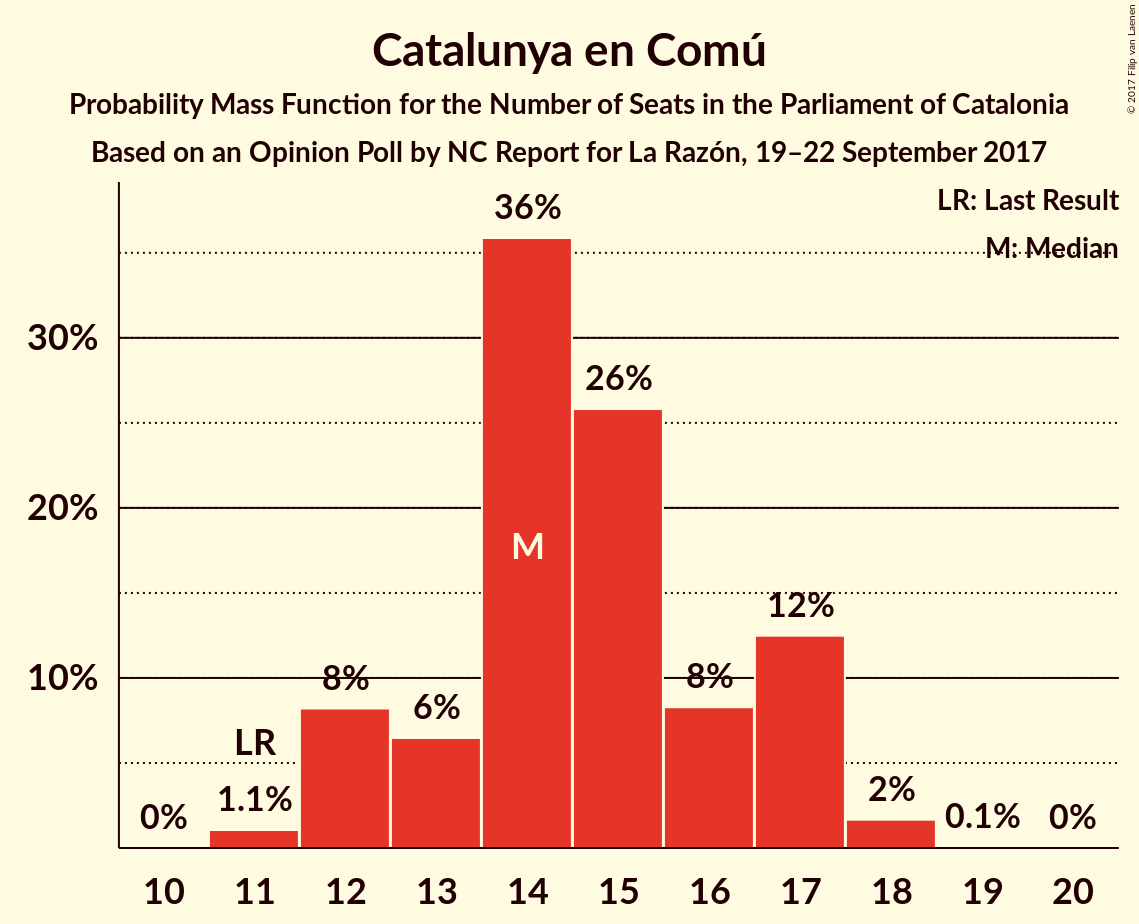 Catalunya en Comú
Probability Mass Function for the Number of Seats in the Parliament of Catalonia
Based on an Opinion Poll by NC Report for La Razón, 19–22 September 2017
© 2017 Filip van Laenen
LR: Last Result
M: Median
30%
20%
10%
0%
LR
1.1%
8%
6%
36%
M
26%
8%
12%
2%
0.1%
0%
10 11 12 13 14 15 16 17 18 19 20